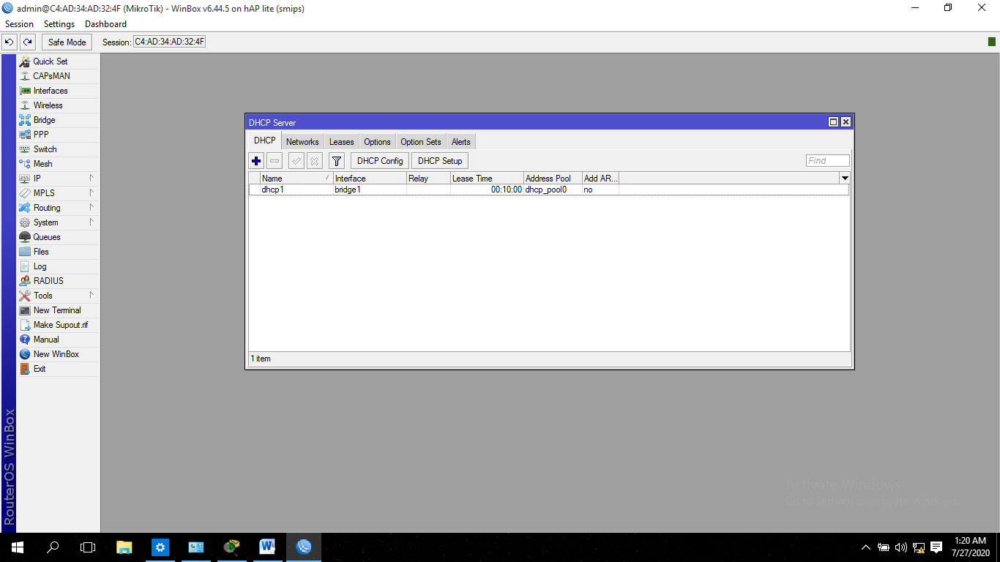 admin@C4:AD:34:AD:32:4F (MikroTik) - WinBox v6.44.5 on hAP lite (smips)
Session Settings Dashboard
Safe Mode Session: C4:AD:34:AD:32:4F
Quick Set
CAPsMAN
Interfaces
Wireless
Bridge
PPP
Switch
Mesh
IP
MPLS
Routing
System
Queues
Files
Log
RADIUS
Tools
New Terminal
Make Supout.rif
Manual
New WinBox
Exit
RouterOS WinBox
DHCP Server
DHCP Networks Leases Options Option Sets Alerts
DHCP Config DHCP Setup Find
Name Interface Relay Lease Time Address Pool Add AR...
dhcp1 bridge1 00:10:00 dhcp_pool0 no
1 item
Activate Windows
Go to Settings to activate Windows.
1:20 AM
7/27/2020